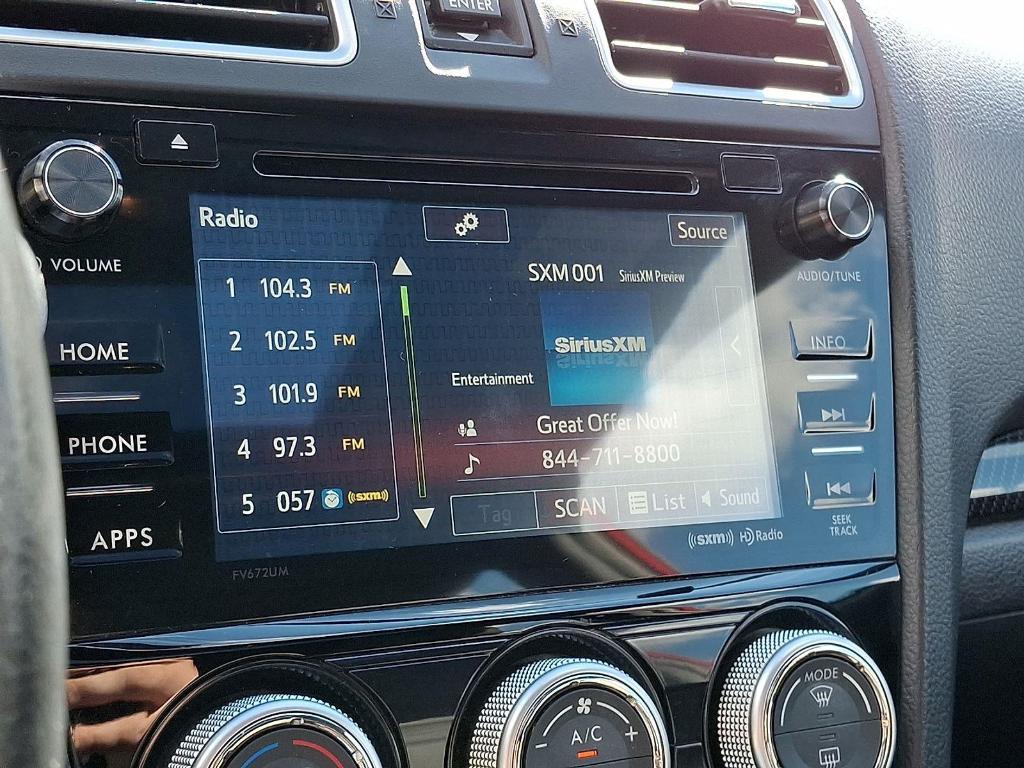 ENTER
VOLUME
HOME
PHONE
APPS
Radio
Source
1 104.3 FM
2 102.5 FM
3 101.9 FM
4 97.3 FM
5 057 ((sxm))
SXM 001 SiriusXM Preview
SiriusXM
Entertainment
Great Offer Now!
844-711-8800
Tag SCAN List Sound
((sxm)) HD Radio
FV672UM
AUDIO/TUNE
INFO
SEEK
TRACK
- A/C +
MODE